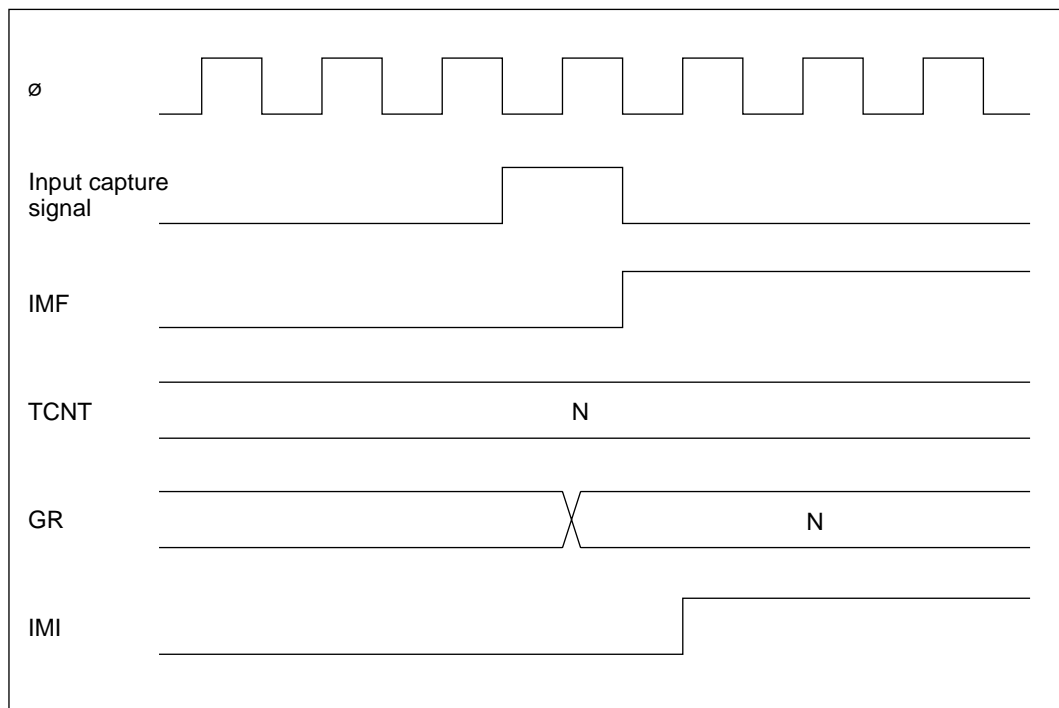 ø
Input capture
signal
IMF
TCNT
N
GR
N
IMI